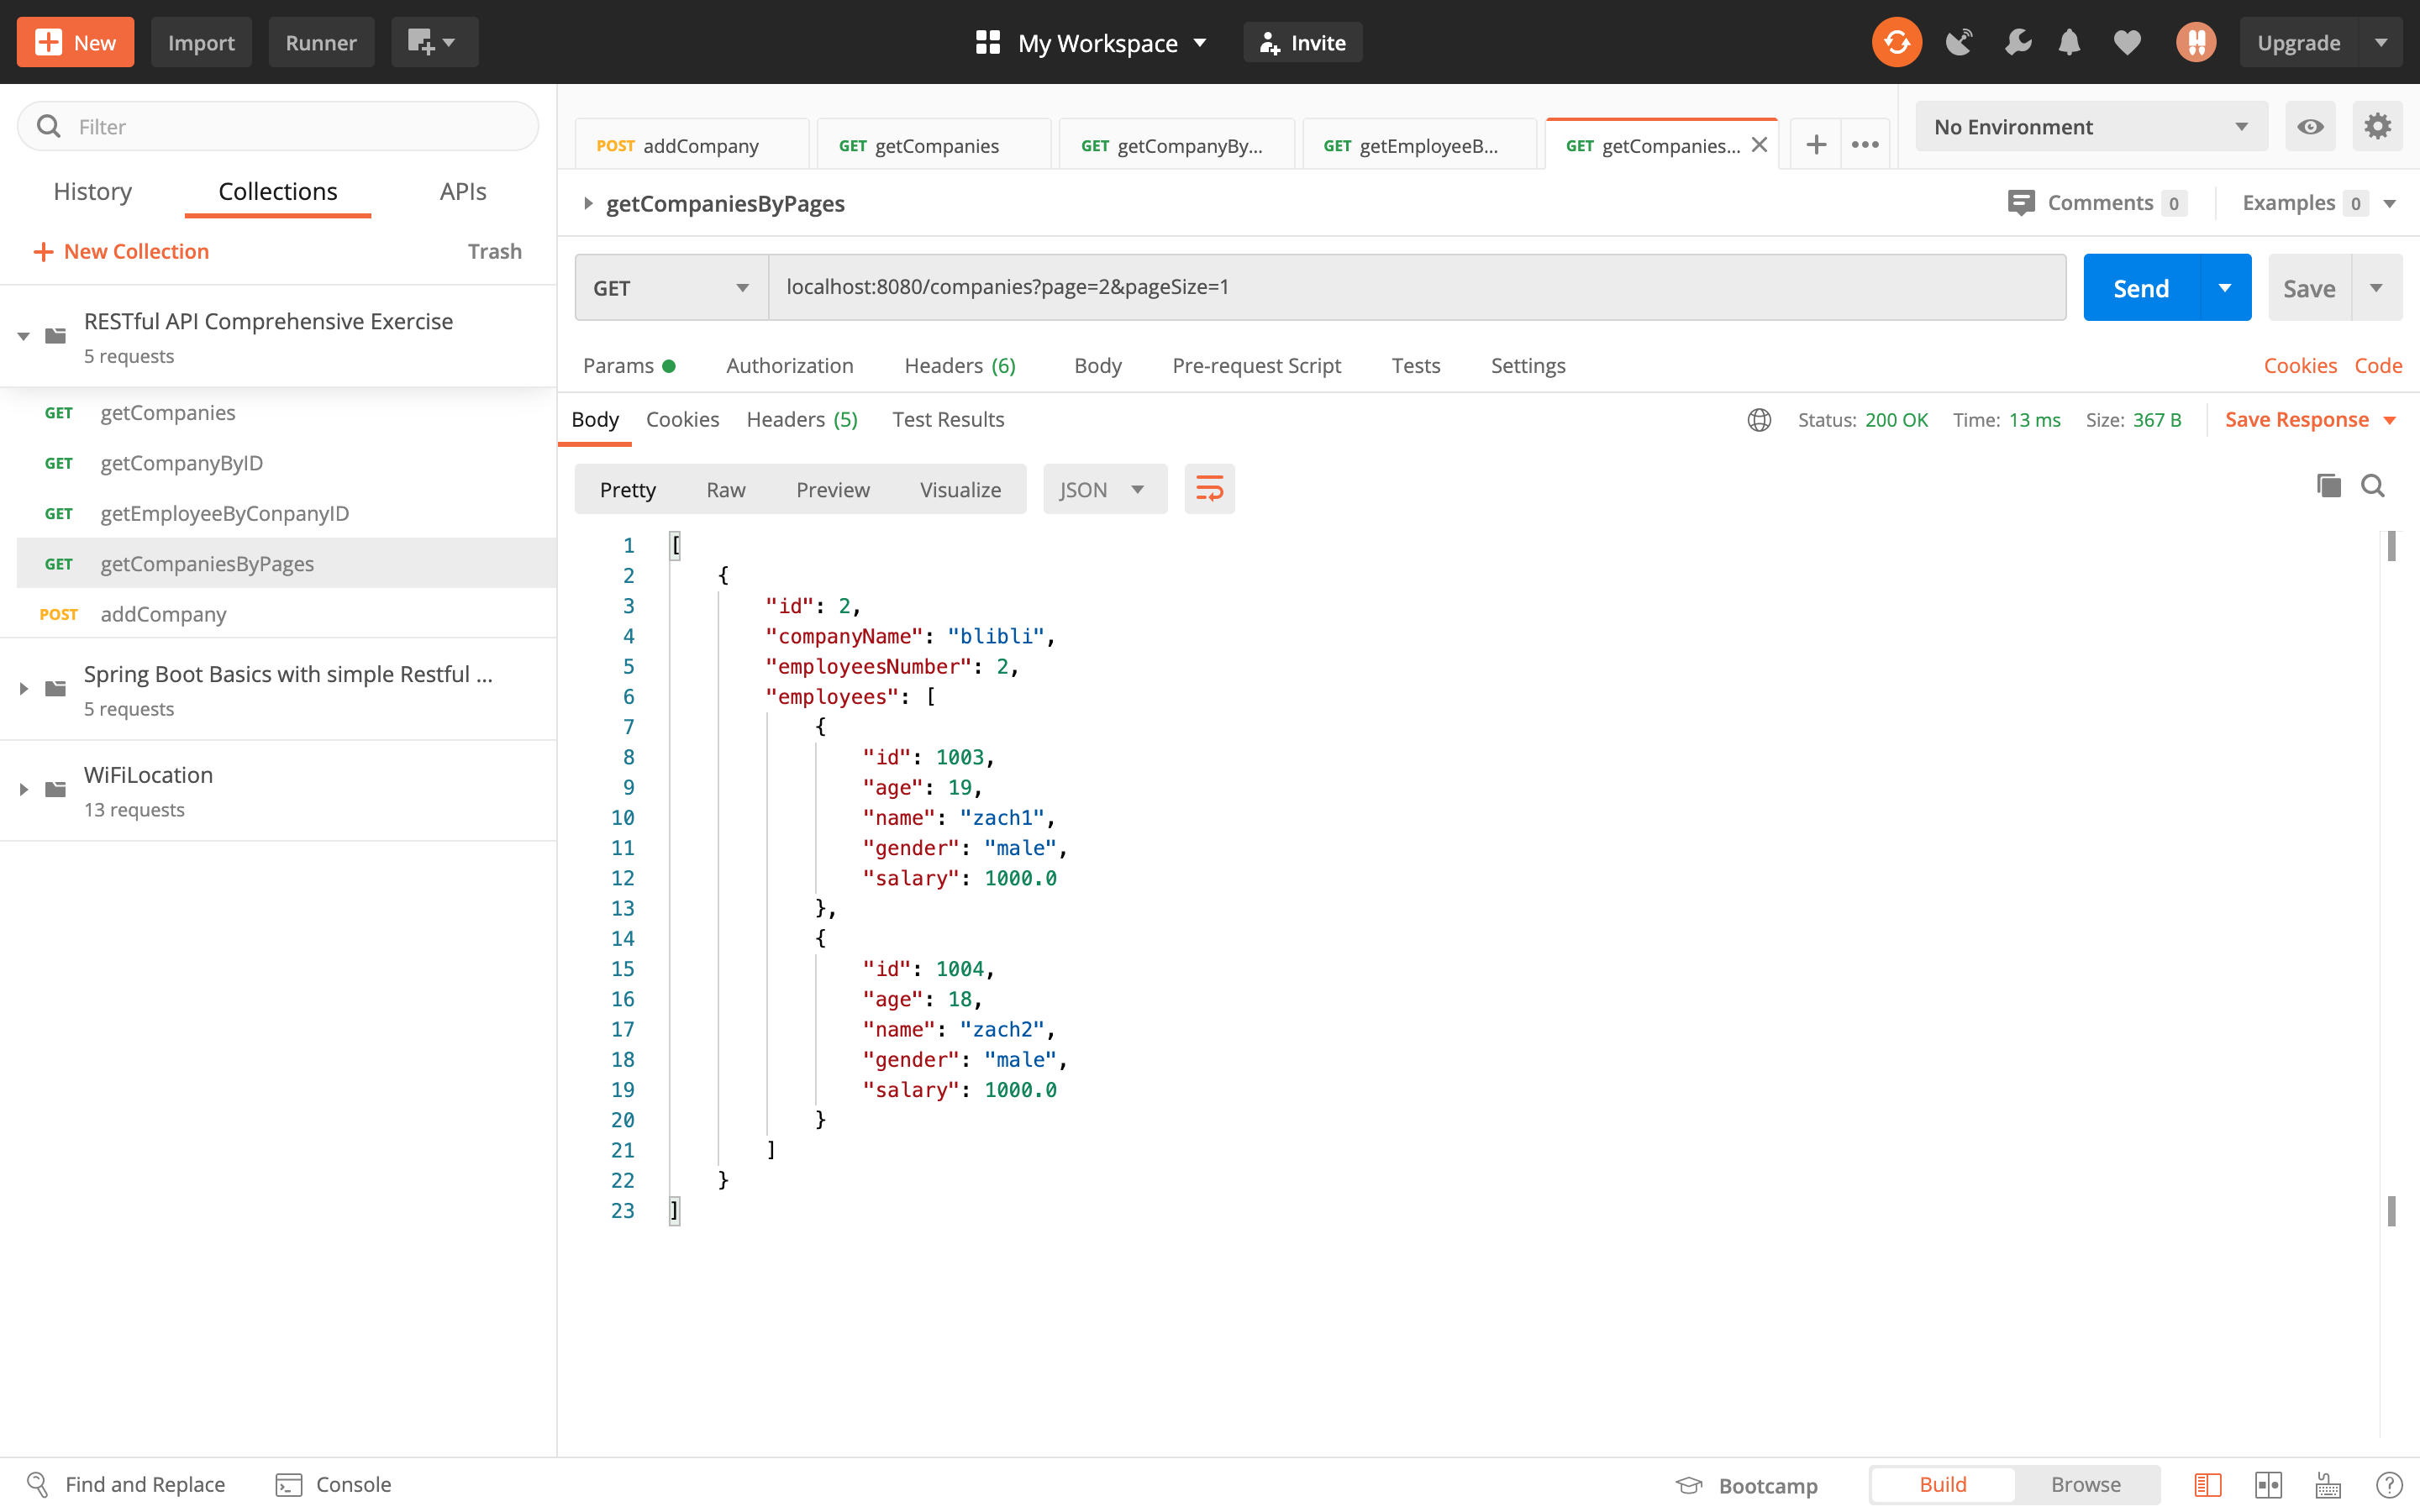 New Import Runner My Workspace Invite Upgrade
Filter
History Collections APIs
New Collection Trash
RESTful API Comprehensive Exercise
5 requests
GET getCompanies
GET getCompanyByID
GET getEmployeeByConpanyID
GET getCompaniesByPages
POST addCompany
Spring Boot Basics with simple Restful ...
5 requests
WiFiLocation
13 requests
POST addCompany GET getCompanies GET getCompanyBy... GET getEmployeeB... GET getCompanies... No Environment
getCompaniesByPages Comments 0 Examples 0
GET localhost:8080/companies?page=2&pageSize=1 Send Save
Params Authorization Headers (6) Body Pre-request Script Tests Settings Cookies Code
Body Cookies Headers (5) Test Results Status: 200 OK Time: 13 ms Size: 367 B Save Response
Pretty Raw Preview Visualize JSON
1 [
2 {
3 "id": 2,
4 "companyName": "blibli",
5 "employeesNumber": 2,
6 "employees": [
7 {
8 "id": 1003,
9 "age": 19,
10 "name": "zach1",
11 "gender": "male",
12 "salary": 1000.0
13 },
14 {
15 "id": 1004,
16 "age": 18,
17 "name": "zach2",
18 "gender": "male",
19 "salary": 1000.0
20 }
21 ]
22 }
23 ]
Find and Replace Console Bootcamp Build Browse